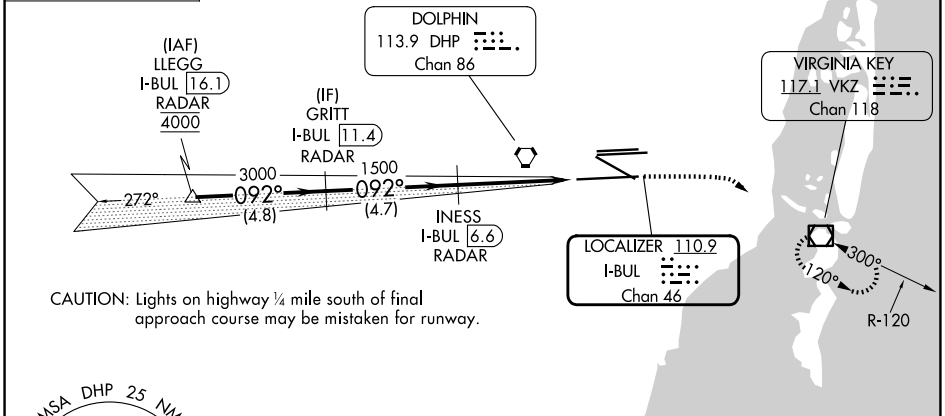 DOLPHIN
113.9 DHP
Chan 86
VIRGINIA KEY
117.1 VKZ
Chan 118
(IAF)
LLEGG
I-BUL 16.1
RADAR
4000
(IF)
GRITT
I-BUL 11.4
RADAR
3000
1500
272°
092°
092°
(4.8)
(4.7)
INESS
I-BUL 6.6
RADAR
LOCALIZER 110.9
I-BUL
Chan 46
300°
120°
R-120
CAUTION: Lights on highway ¼ mile south of final
approach course may be mistaken for runway.
MSA DHP 25 NM